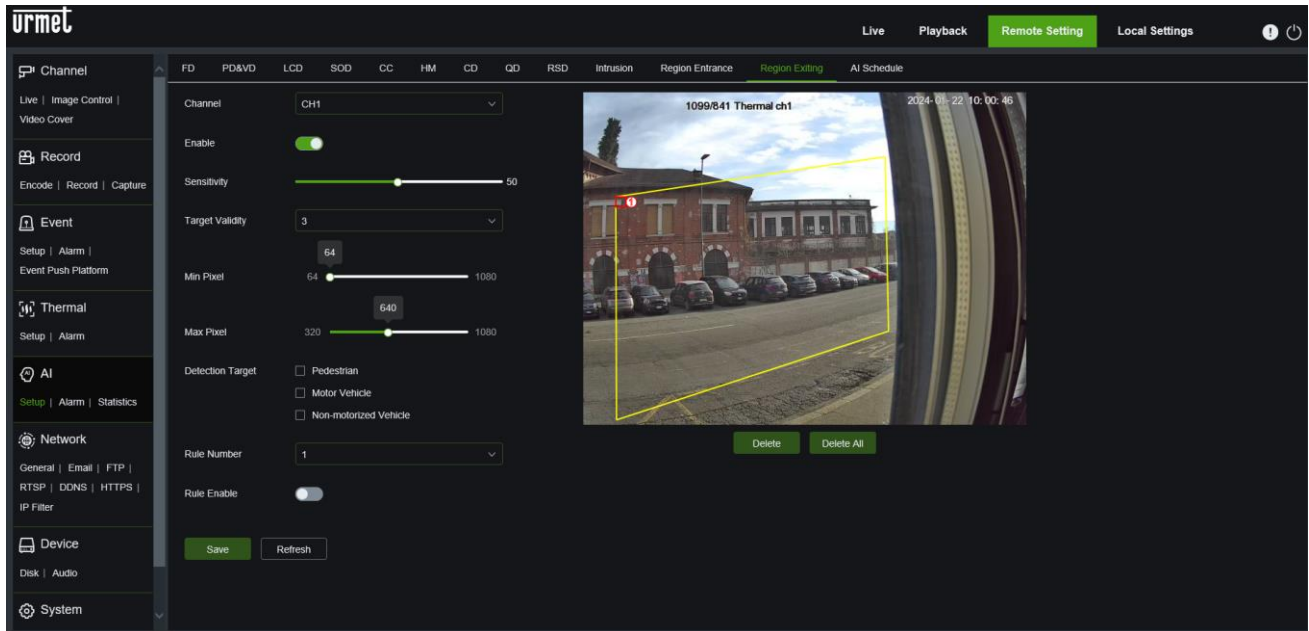 urmet
Live Playback Remote Setting Local Settings
Channel
Live | Image Control |
Video Cover
Record
Encode | Record | Capture
Event
Setup | Alarm |
Event Push Platform
Thermal
Setup | Alarm
AI
Setup | Alarm | Statistics
Network
General | Email | FTP |
RTSP | DDNS | HTTPS |
IP Filter
Device
Disk | Audio
System
FD PD&VD LCD SOD CC HM CD QD RSD Intrusion Region Entrance Region Exiting AI Schedule
Channel CH1
Enable
Sensitivity 50
Target Validity 3
64
Min Pixel 64 1080
640
Max Pixel 320 1080
Detection Target Pedestrian
Motor Vehicle
Non-motorized Vehicle
Rule Number 1
Rule Enable
Save Refresh
1099/841 Thermal ch1 2024-01-22 10:00:46
1
Delete Delete All